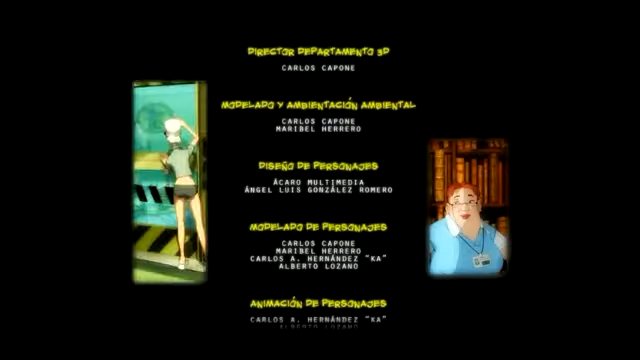 DIRECTOR DEPARTAMENTO 3D
CARLOS CAPONE
MODELADO Y AMBIENTACIÓN AMBIENTAL
CARLOS CAPONE
MARIBEL HERRERO
DISEÑO DE PERSONAJES
ÁCARO MULTIMEDIA
ÁNGEL LUIS GONZÁLEZ ROMERO
MODELADO DE PERSONAJES
CARLOS CAPONE
MARIBEL HERRERO
CARLOS A. HERNÁNDEZ "KA"
ALBERTO LOZANO
ANIMACIÓN DE PERSONAJES
CARLOS A. HERNÁNDEZ "KA"
ALBERTO LOZANO